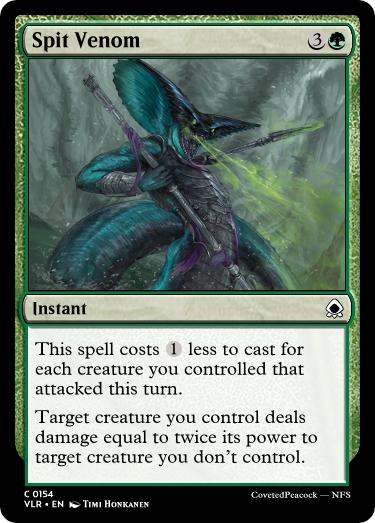 Spit Venom 3
Instant
This spell costs 1 less to cast for
each creature you controlled that
attacked this turn.
Target creature you control deals
damage equal to twice its power to
target creature you don't control.
C 0154
VLR • EN Timi Honkanen
CovetedPeacock — NFS